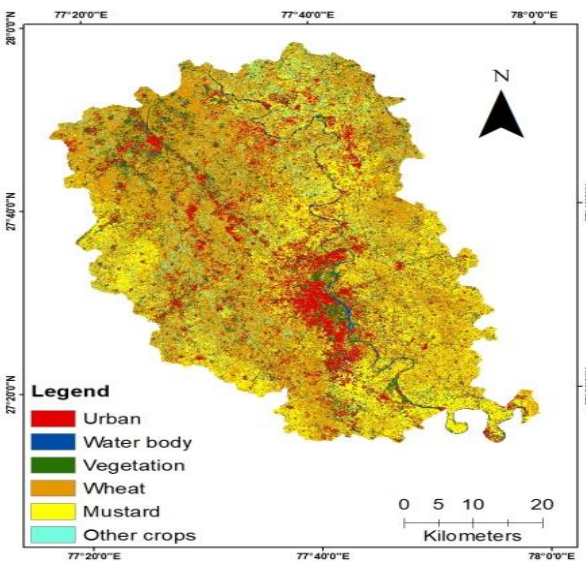 77°20'0"E 77°40'0"E 78°0'0"E
28°0'0"N
N
27°40'0"N
27°20'0"N
Legend
Urban
Water body
Vegetation
Wheat
Mustard
Other crops
0 5 10 20
Kilometers
77°20'0"E 77°40'0"E 78°0'0"E